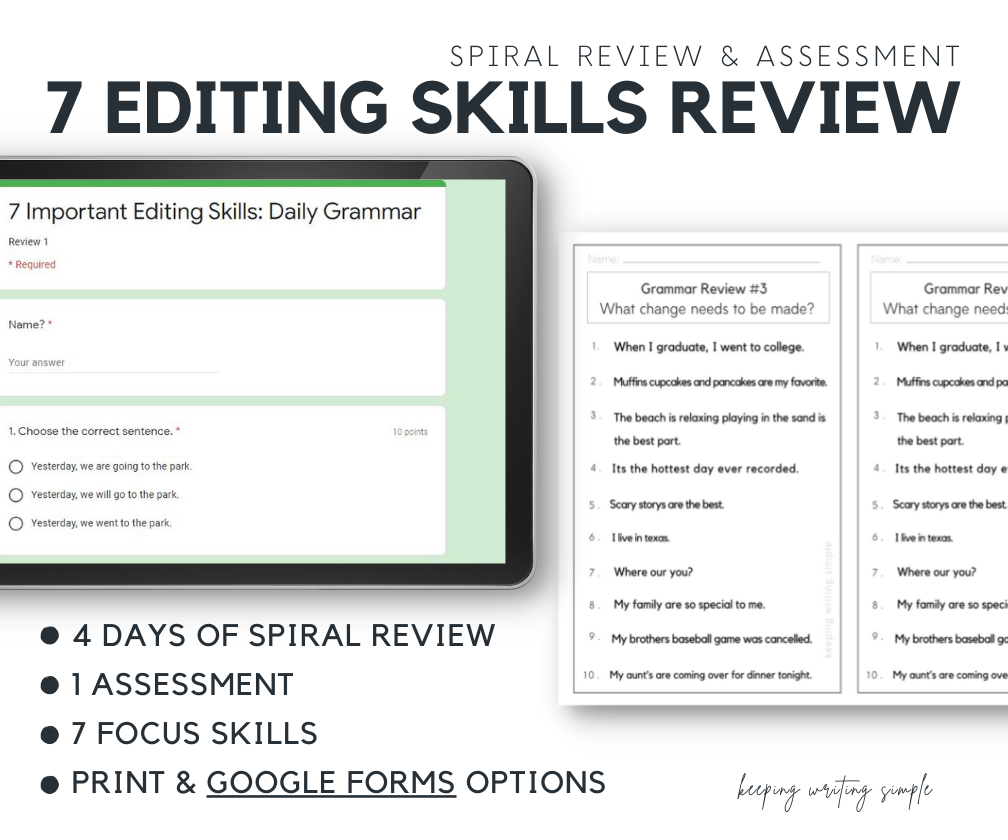 SPIRAL REVIEW & ASSESSMENT
7 EDITING SKILLS REVIEW
7 Important Editing Skills: Daily Grammar
Review 1
* Required
Name? *
Your answer
1. Choose the correct sentence. *
10 points
Yesterday, we are going to the park.
Yesterday, we will go to the park.
Yesterday, we went to the park.
Name:
Grammar Review #3
What change needs to be made?
1. When I graduate, I went to college.
2. Muffins cupcakes and pancakes are my favorite.
3. The beach is relaxing playing in the sand is
the best part.
4. Its the hottest day ever recorded.
5. Scary storys are the best.
6. I live in texas.
7. Where our you?
8. My family are so special to me.
9. My brothers baseball game was cancelled.
10. My aunt's are coming over for dinner tonight.
keeping writing simple
Name:
Grammar Rev
What change needs
1. When I graduate, I w
2. Muffins cupcakes and pa
3. The beach is relaxing p
the best part.
4. Its the hottest day e
5. Scary storys are the best.
6. I live in texas.
7. Where our you?
8. My family are so speci
9. My brothers baseball ga
10. My aunt's are coming ove
4 DAYS OF SPIRAL REVIEW
1 ASSESSMENT
7 FOCUS SKILLS
PRINT & GOOGLE FORMS OPTIONS
keeping writing simple